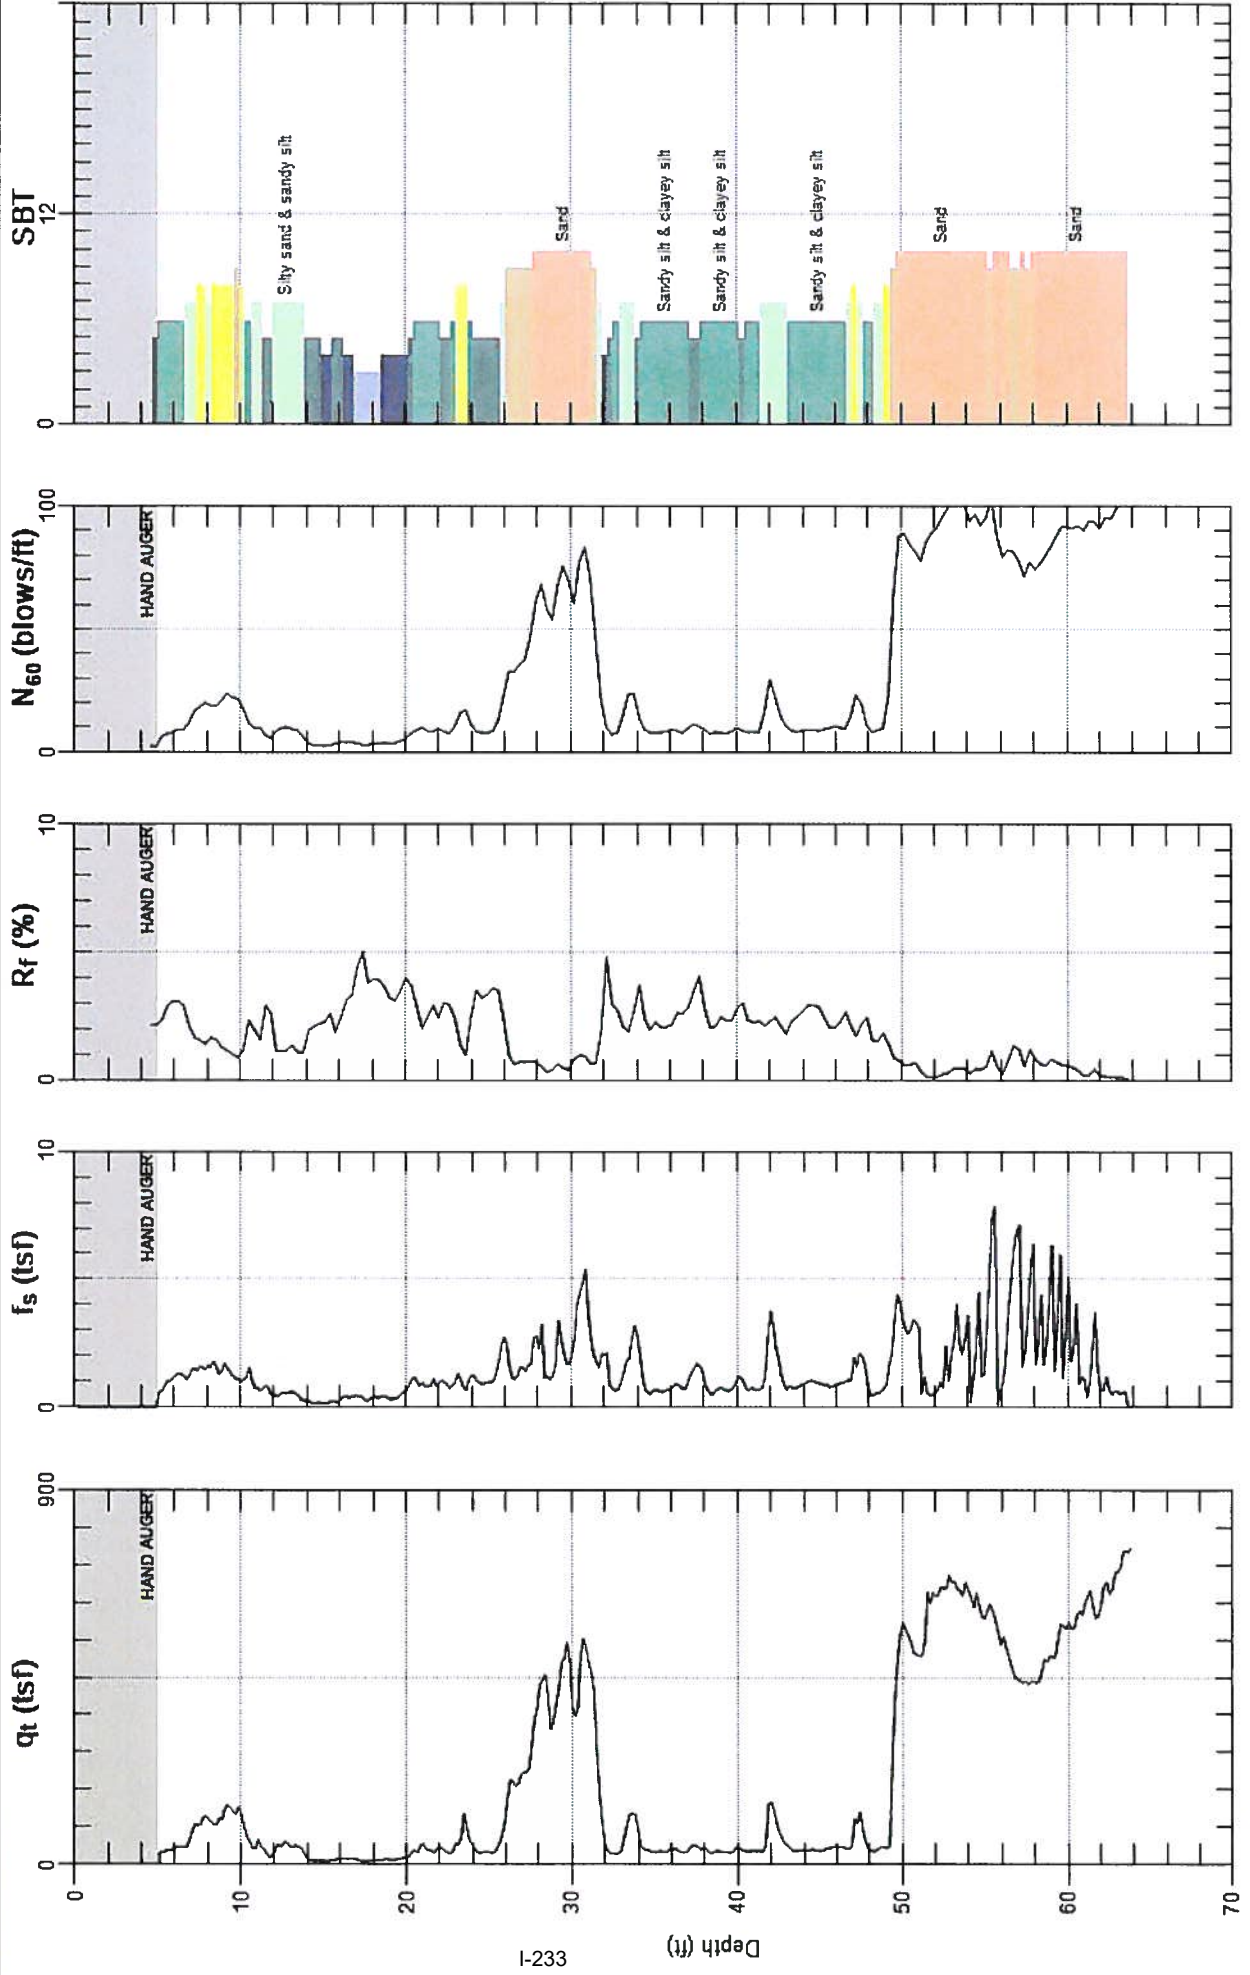 qt (tsf)
fs (tsf)
Rf (%)
N60 (blows/ft)
SBT
0
900
0
10
0
10
0
100
0
12
HAND AUGER
HAND AUGER
HAND AUGER
HAND AUGER
Silty sand & sandy silt
Sand
Sandy silt & clayey silt
Sandy silt & clayey silt
Sandy silt & clayey silt
Sand
Sand
0
10
20
30
40
50
60
70
Depth (ft)
I-233